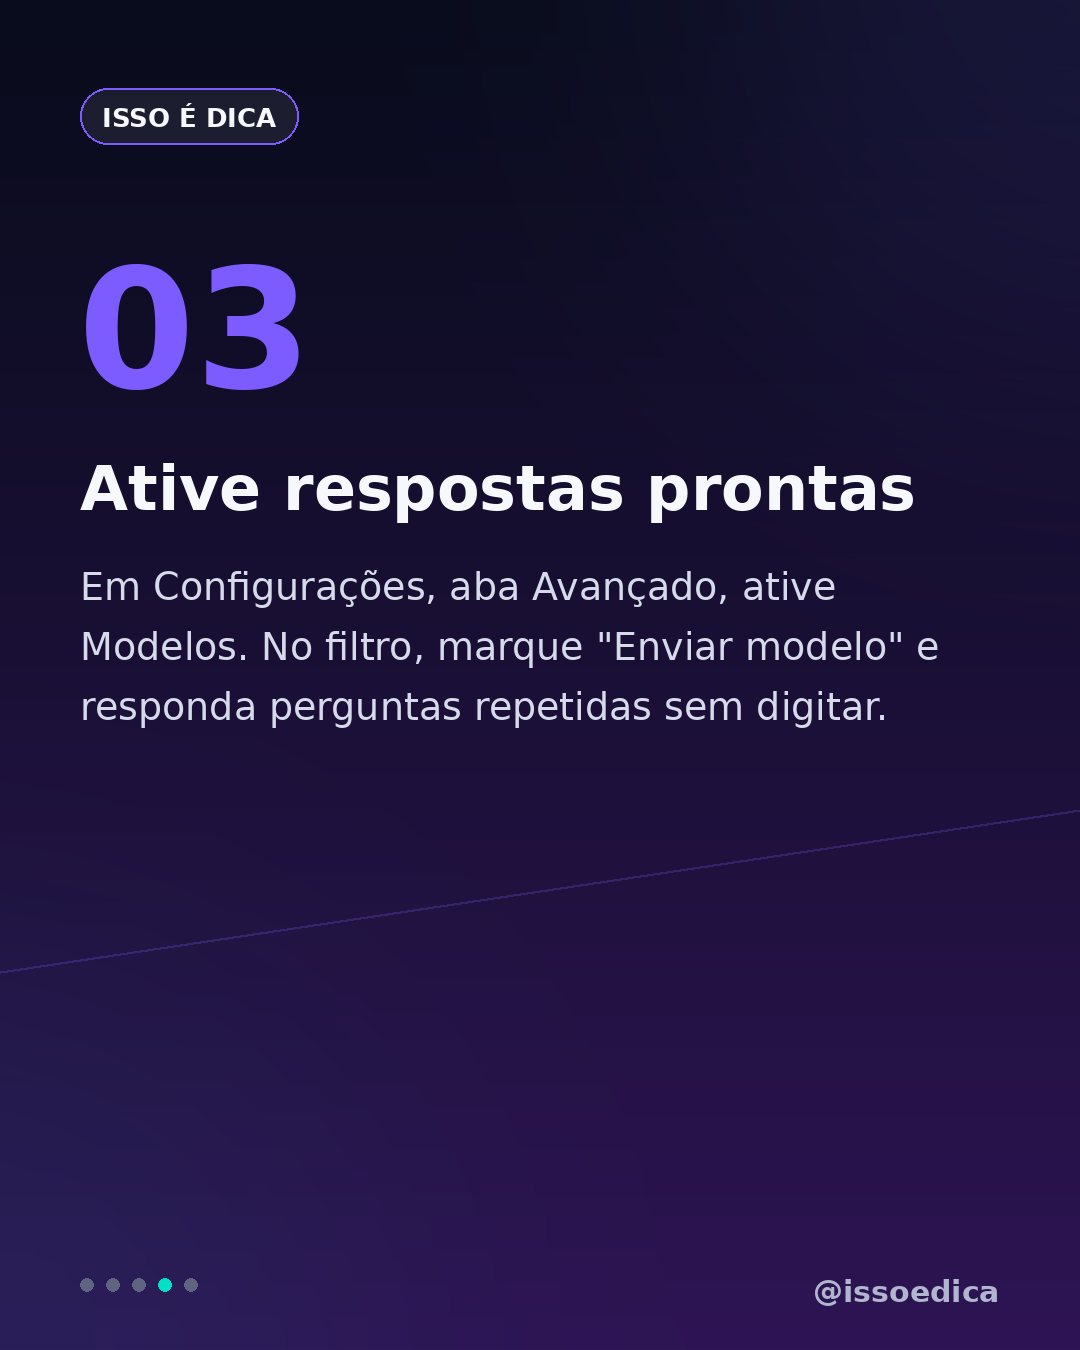 ISSO É DICA
03
Ative respostas prontas
Em Configurações, aba Avançado, ative
Modelos. No filtro, marque "Enviar modelo" e
responda perguntas repetidas sem digitar.
@issoedica